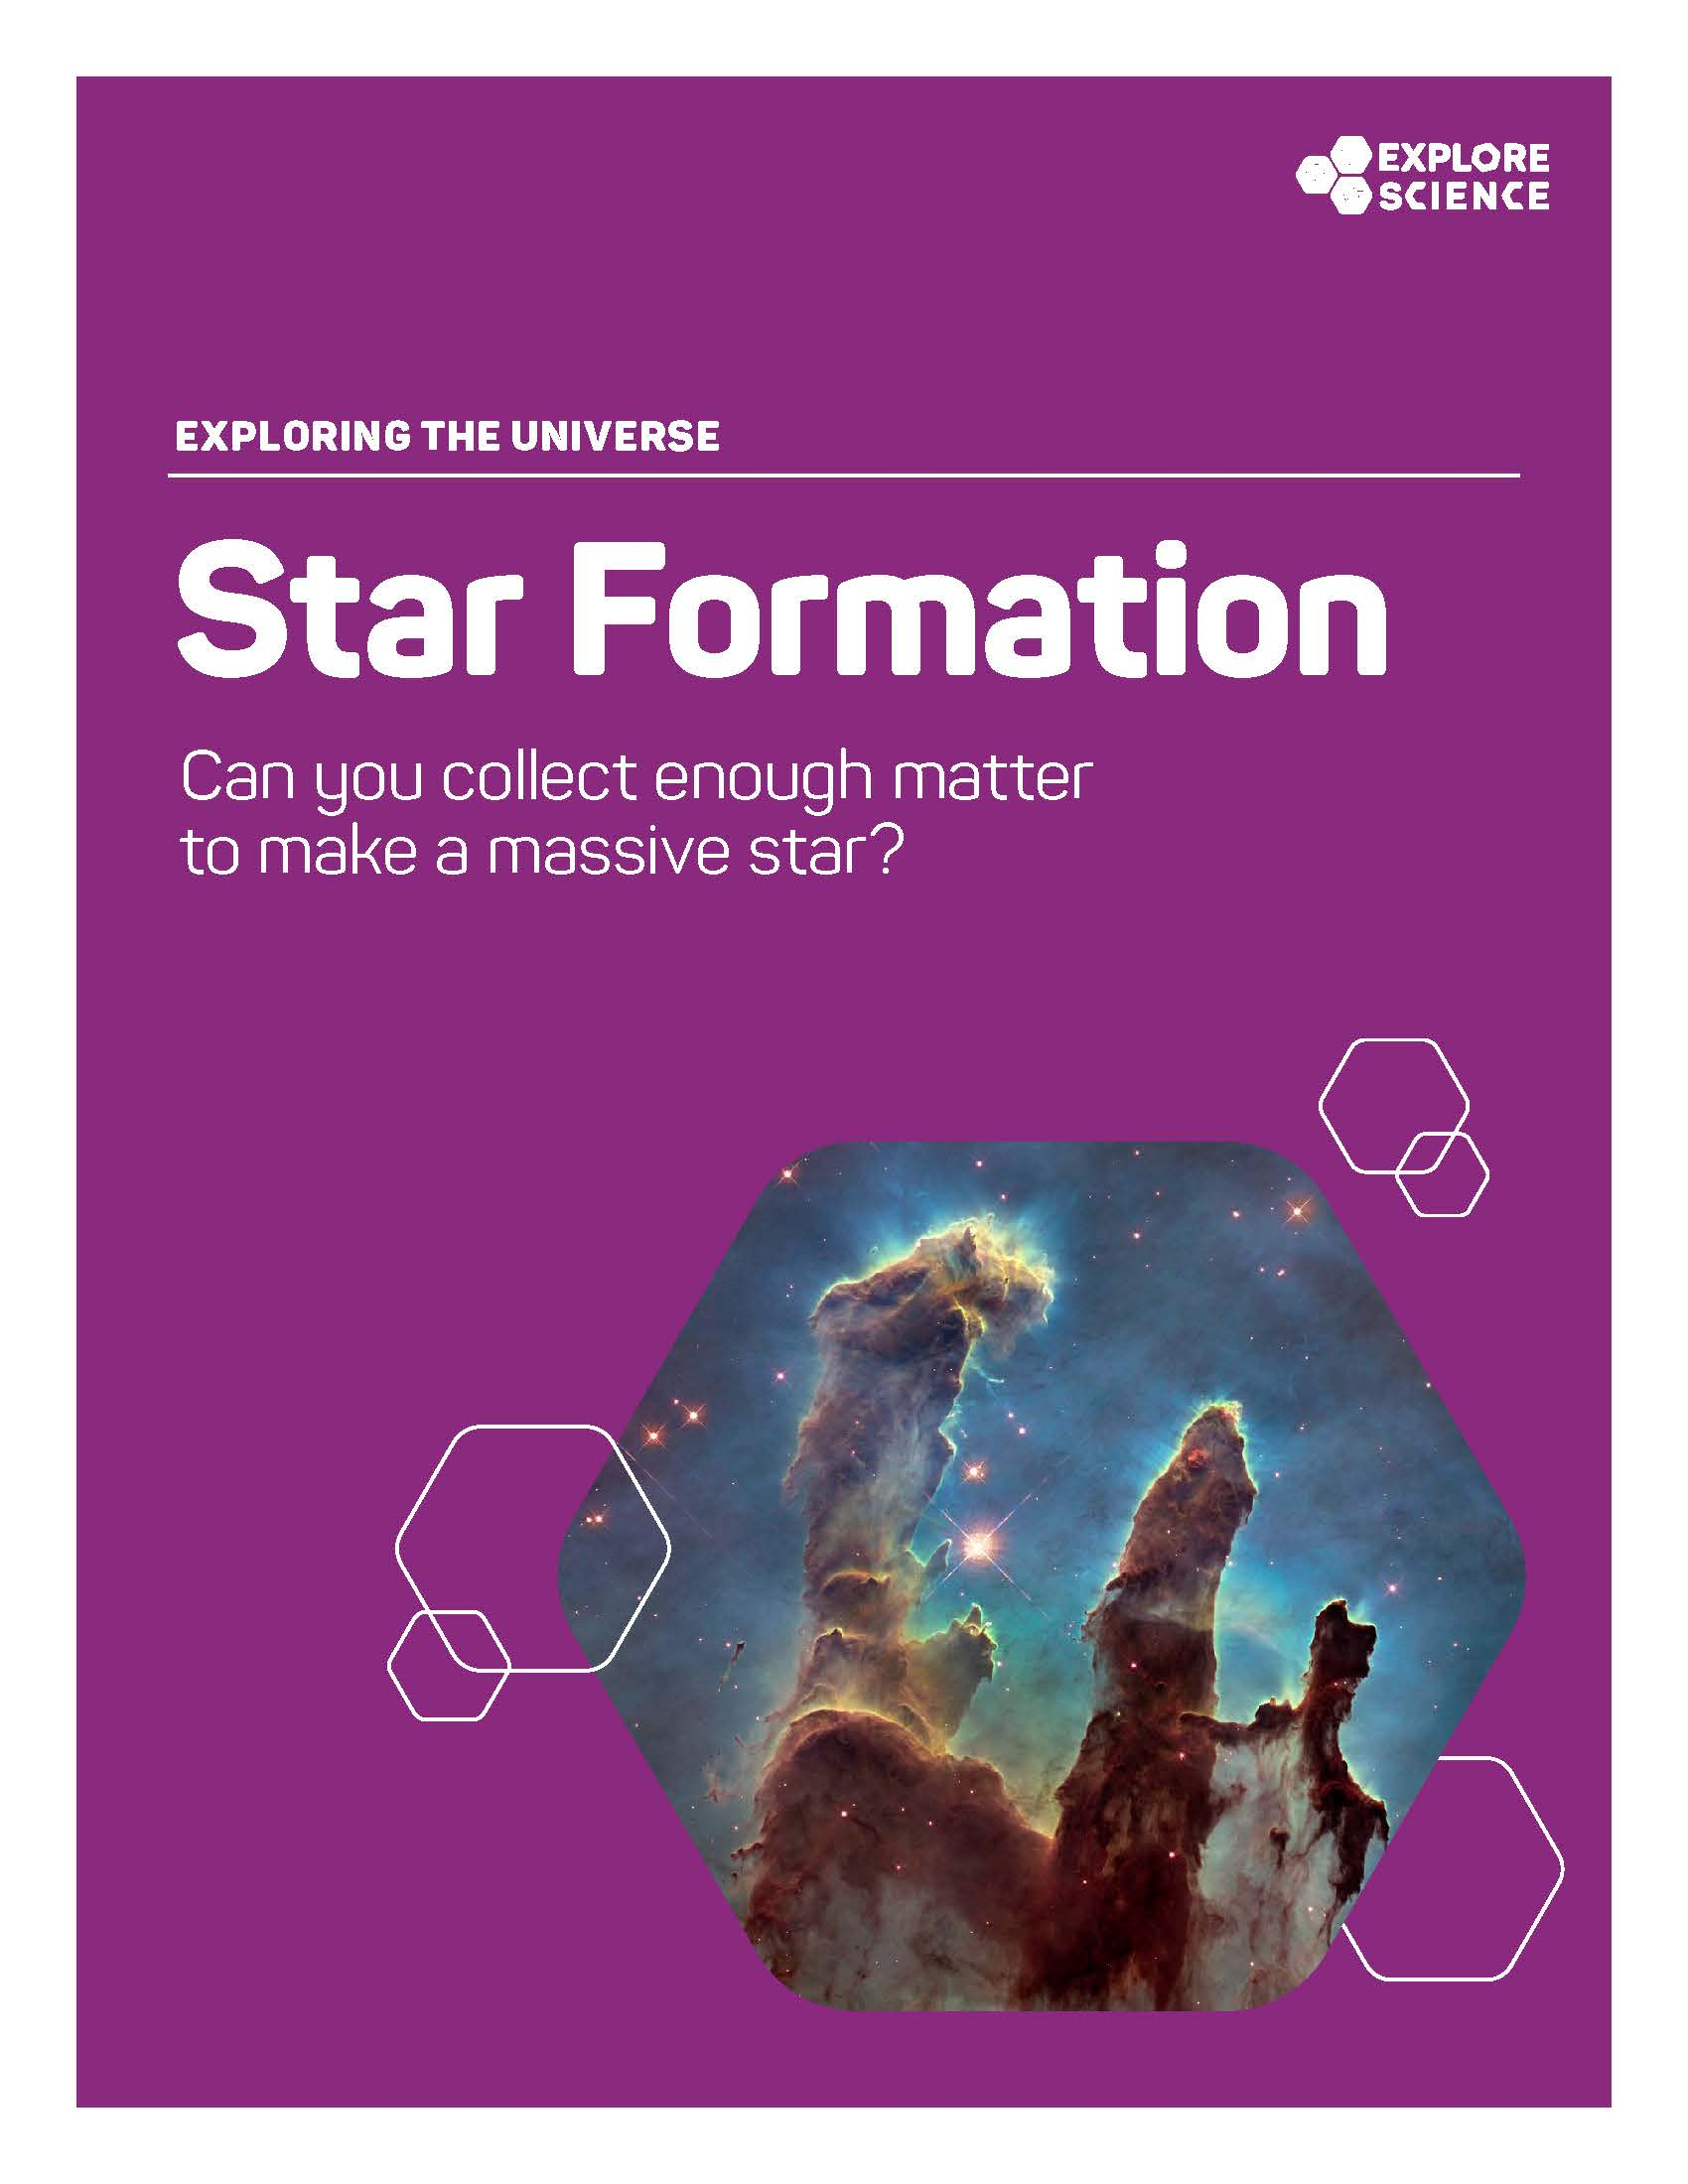 EXPLORE
SCIENCE
EXPLORING THE UNIVERSE
Star Formation
Can you collect enough matter
to make a massive star?